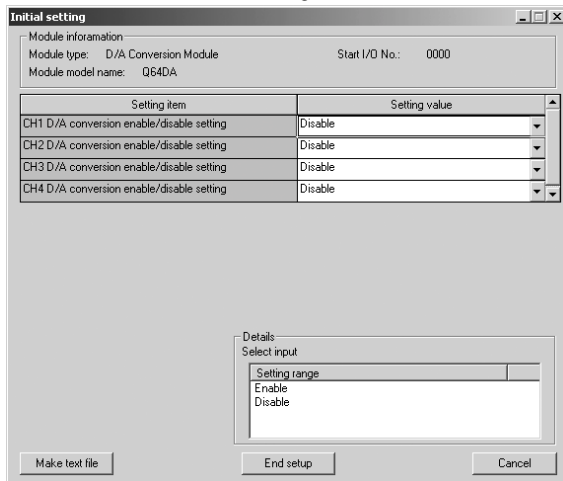 Initial setting
Module inforamation
Module type: D/A Conversion Module Start I/O No.: 0000
Module model name: Q64DA
Setting item Setting value
CH1 D/A conversion enable/disable setting Disable
CH2 D/A conversion enable/disable setting Disable
CH3 D/A conversion enable/disable setting Disable
CH4 D/A conversion enable/disable setting Disable
Details
Select input
Setting range
Enable
Disable
Make text file End setup Cancel